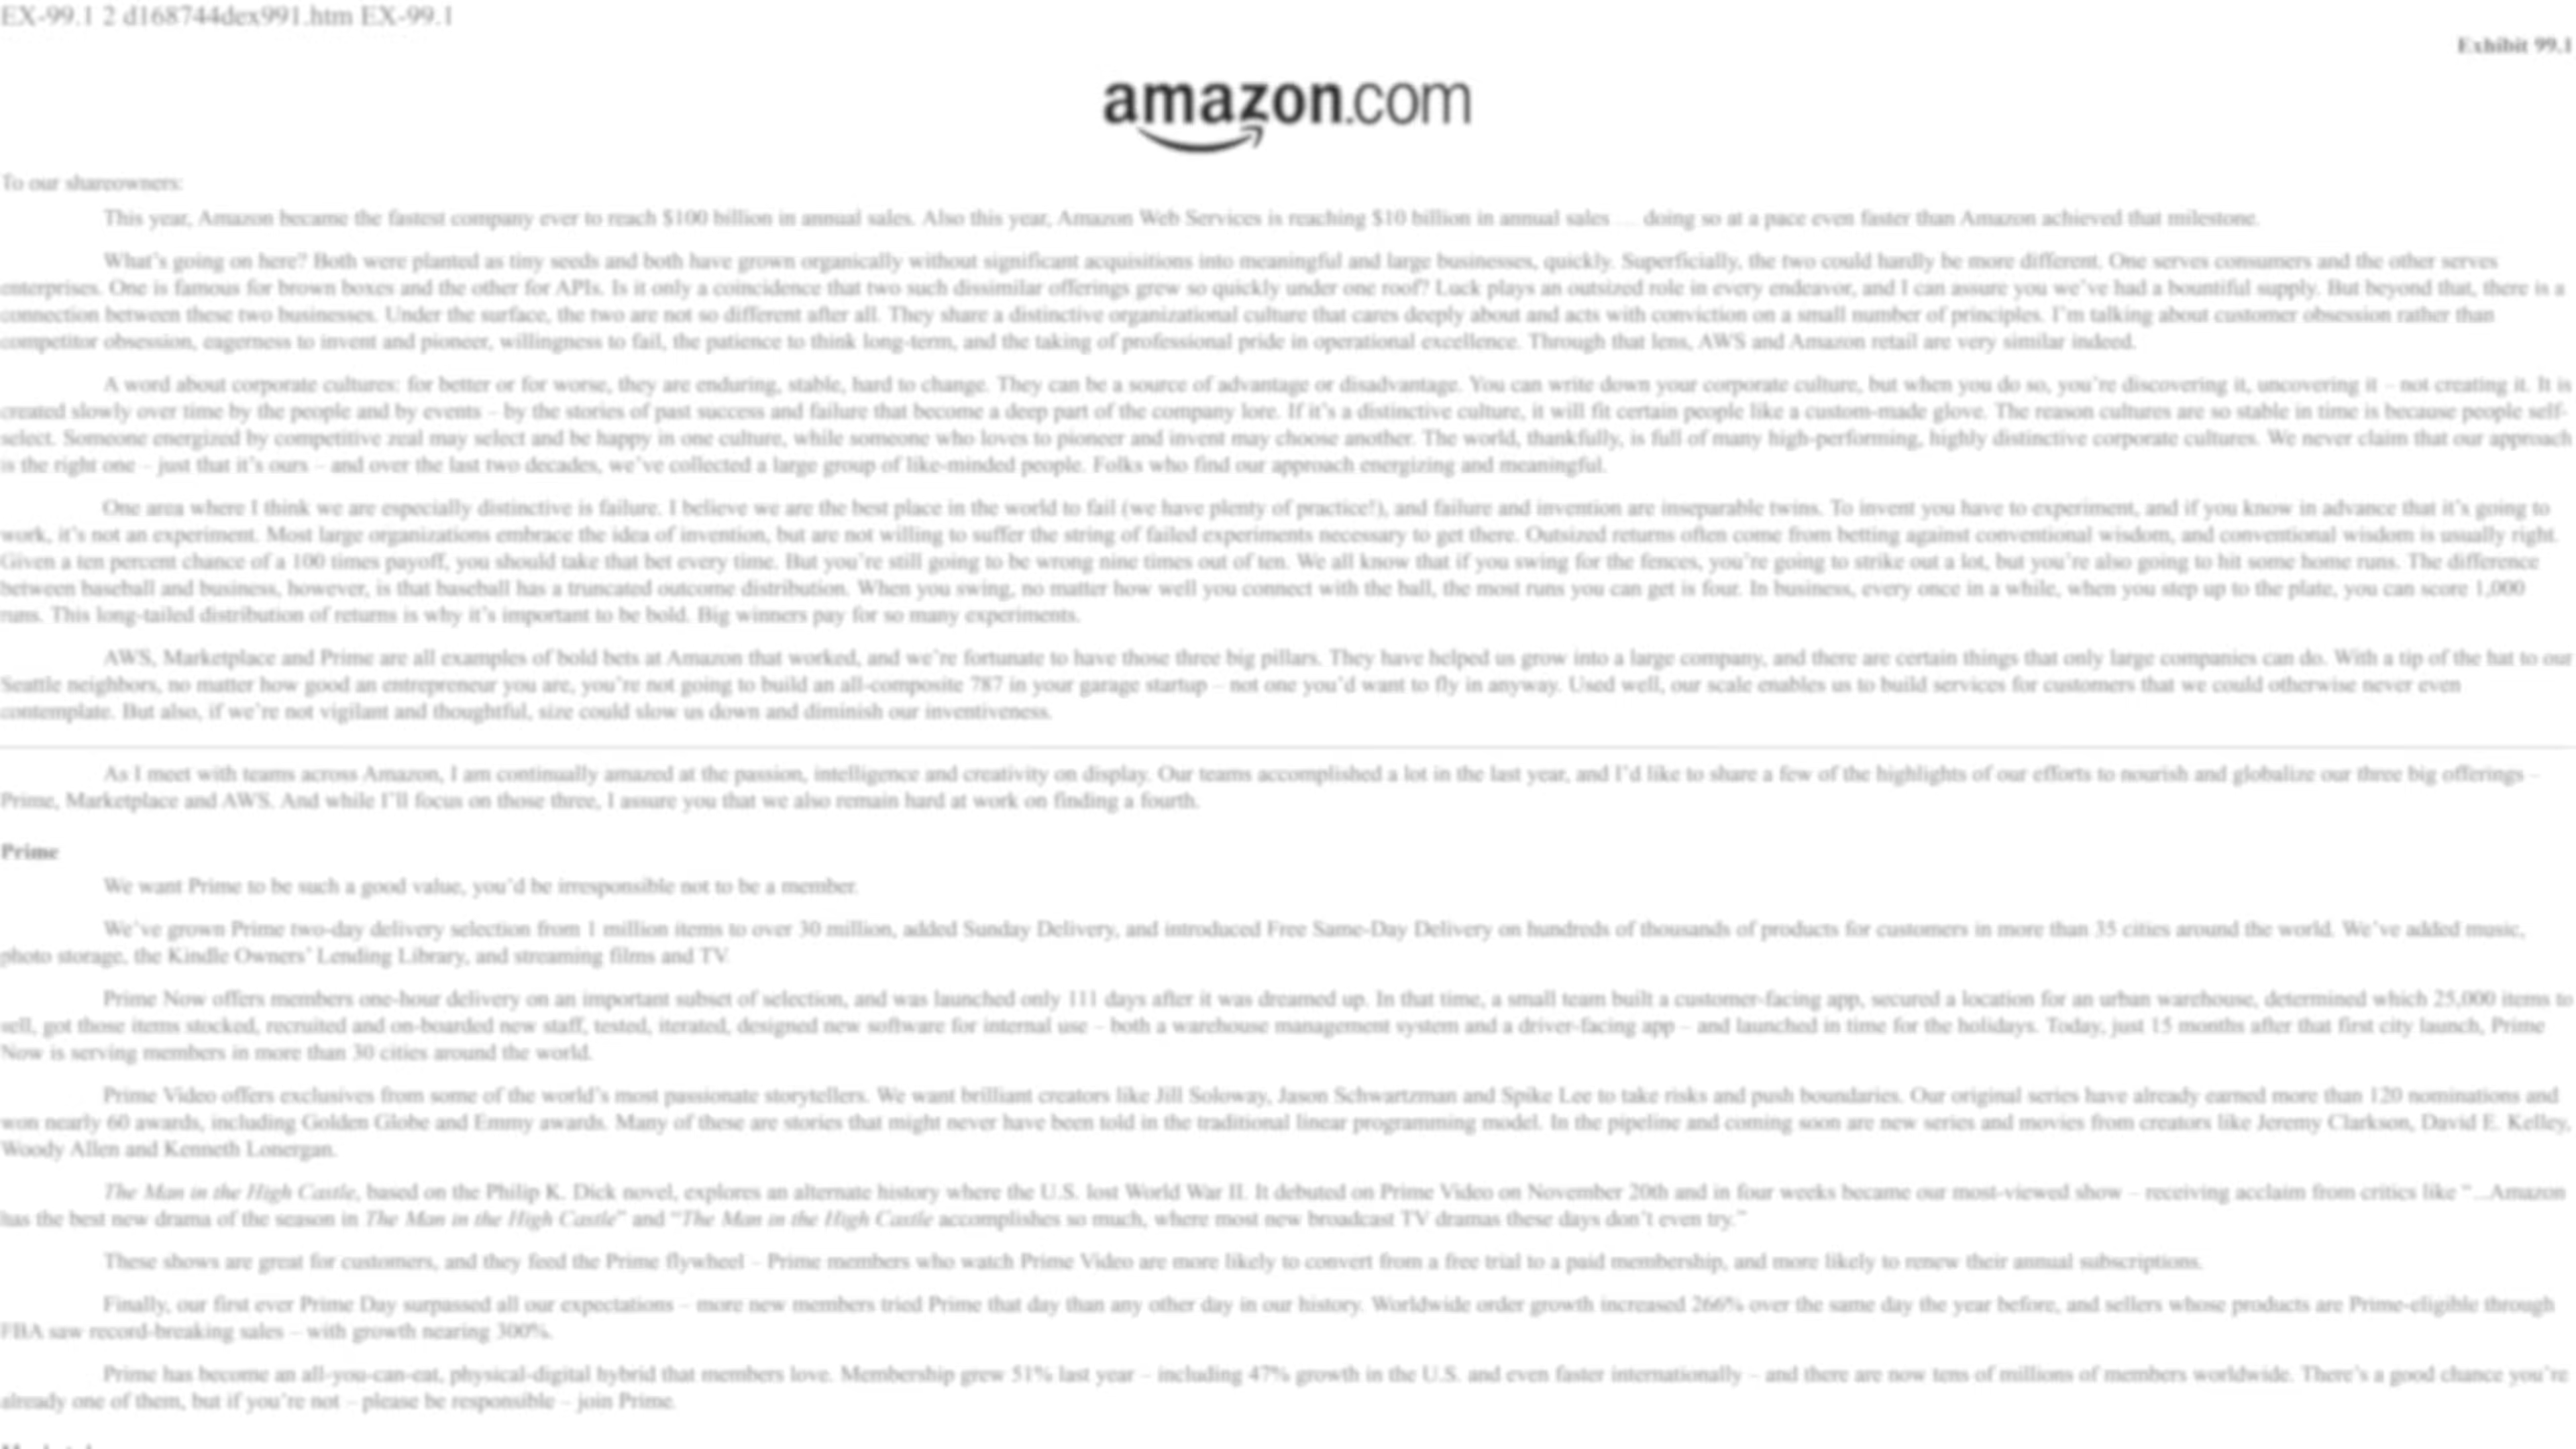 EX-99.1 2 d168744dex991.htm EX-99.1
Exhibit 99.1
amazon.com
To our shareowners:
This year, Amazon became the fastest company ever to reach $100 billion in annual sales. Also this year, Amazon Web Services is reaching $10 billion in annual sales … doing so at a pace even faster than Amazon achieved that milestone.
What’s going on here? Both were planted as tiny seeds and both have grown organically without significant acquisitions into meaningful and large businesses, quickly. Superficially, the two could hardly be more different. One serves consumers and the other serves
enterprises. One is famous for brown boxes and the other for APIs. Is it only a coincidence that two such dissimilar offerings grew so quickly under one roof? Luck plays an outsized role in every endeavor, and I can assure you we’ve had a bountiful supply. But beyond that, there is a
connection between these two businesses. Under the surface, the two are not so different after all. They share a distinctive organizational culture that cares deeply about and acts with conviction on a small number of principles. I’m talking about customer obsession rather than
competitor obsession, eagerness to invent and pioneer, willingness to fail, the patience to think long-term, and the taking of professional pride in operational excellence. Through that lens, AWS and Amazon retail are very similar indeed.
A word about corporate cultures: for better or for worse, they are enduring, stable, hard to change. They can be a source of advantage or disadvantage. You can write down your corporate culture, but when you do so, you’re discovering it, uncovering it – not creating it. It is
created slowly over time by the people and by events – by the stories of past success and failure that become a deep part of the company lore. If it’s a distinctive culture, it will fit certain people like a custom-made glove. The reason cultures are so stable in time is because people self-
select. Someone energized by competitive zeal may select and be happy in one culture, while someone who loves to pioneer and invent may choose another. The world, thankfully, is full of many high-performing, highly distinctive corporate cultures. We never claim that our approach
is the right one – just that it’s ours – and over the last two decades, we’ve collected a large group of like-minded people. Folks who find our approach energizing and meaningful.
One area where I think we are especially distinctive is failure. I believe we are the best place in the world to fail (we have plenty of practice!), and failure and invention are inseparable twins. To invent you have to experiment, and if you know in advance that it’s going to
work, it’s not an experiment. Most large organizations embrace the idea of invention, but are not willing to suffer the string of failed experiments necessary to get there. Outsized returns often come from betting against conventional wisdom, and conventional wisdom is usually right.
Given a ten percent chance of a 100 times payoff, you should take that bet every time. But you’re still going to be wrong nine times out of ten. We all know that if you swing for the fences, you’re going to strike out a lot, but you’re also going to hit some home runs. The difference
between baseball and business, however, is that baseball has a truncated outcome distribution. When you swing, no matter how well you connect with the ball, the most runs you can get is four. In business, every once in a while, when you step up to the plate, you can score 1,000
runs. This long-tailed distribution of returns is why it’s important to be bold. Big winners pay for so many experiments.
AWS, Marketplace and Prime are all examples of bold bets at Amazon that worked, and we’re fortunate to have those three big pillars. They have helped us grow into a large company, and there are certain things that only large companies can do. With a tip of the hat to our
Seattle neighbors, no matter how good an entrepreneur you are, you’re not going to build an all-composite 787 in your garage startup – not one you’d want to fly in anyway. Used well, our scale enables us to build services for customers that we could otherwise never even
contemplate. But also, if we’re not vigilant and thoughtful, size could slow us down and diminish our inventiveness.
As I meet with teams across Amazon, I am continually amazed at the passion, intelligence and creativity on display. Our teams accomplished a lot in the last year, and I’d like to share a few of the highlights of our efforts to nourish and globalize our three big offerings –
Prime, Marketplace and AWS. And while I’ll focus on those three, I assure you that we also remain hard at work on finding a fourth.
Prime
We want Prime to be such a good value, you’d be irresponsible not to be a member.
We’ve grown Prime two-day delivery selection from 1 million items to over 30 million, added Sunday Delivery, and introduced Free Same-Day Delivery on hundreds of thousands of products for customers in more than 35 cities around the world. We’ve added music,
photo storage, the Kindle Owners’ Lending Library, and streaming films and TV.
Prime Now offers members one-hour delivery on an important subset of selection, and was launched only 111 days after it was dreamed up. In that time, a small team built a customer-facing app, secured a location for an urban warehouse, determined which 25,000 items to
sell, got those items stocked, recruited and on-boarded new staff, tested, iterated, designed new software for internal use – both a warehouse management system and a driver-facing app – and launched in time for the holidays. Today, just 15 months after that first city launch, Prime
Now is serving members in more than 30 cities around the world.
Prime Video offers exclusives from some of the world’s most passionate storytellers. We want brilliant creators like Jill Soloway, Jason Schwartzman and Spike Lee to take risks and push boundaries. Our original series have already earned more than 120 nominations and
won nearly 60 awards, including Golden Globe and Emmy awards. Many of these are stories that might never have been told in the traditional linear programming model. In the pipeline and coming soon are new series and movies from creators like Jeremy Clarkson, David E. Kelley,
Woody Allen and Kenneth Lonergan.
The Man in the High Castle, based on the Philip K. Dick novel, explores an alternate history where the U.S. lost World War II. It debuted on Prime Video on November 20th and in four weeks became our most-viewed show – receiving acclaim from critics like “...Amazon
has the best new drama of the season in The Man in the High Castle” and “The Man in the High Castle accomplishes so much, where most new broadcast TV dramas these days don’t even try.”
These shows are great for customers, and they feed the Prime flywheel – Prime members who watch Prime Video are more likely to convert from a free trial to a paid membership, and more likely to renew their annual subscriptions.
Finally, our first ever Prime Day surpassed all our expectations – more new members tried Prime that day than any other day in our history. Worldwide order growth increased 266% over the same day the year before, and sellers whose products are Prime-eligible through
FBA saw record-breaking sales – with growth nearing 300%.
Prime has become an all-you-can-eat, physical-digital hybrid that members love. Membership grew 51% last year – including 47% growth in the U.S. and even faster internationally – and there are now tens of millions of members worldwide. There’s a good chance you’re
already one of them, but if you’re not – please be responsible – join Prime.